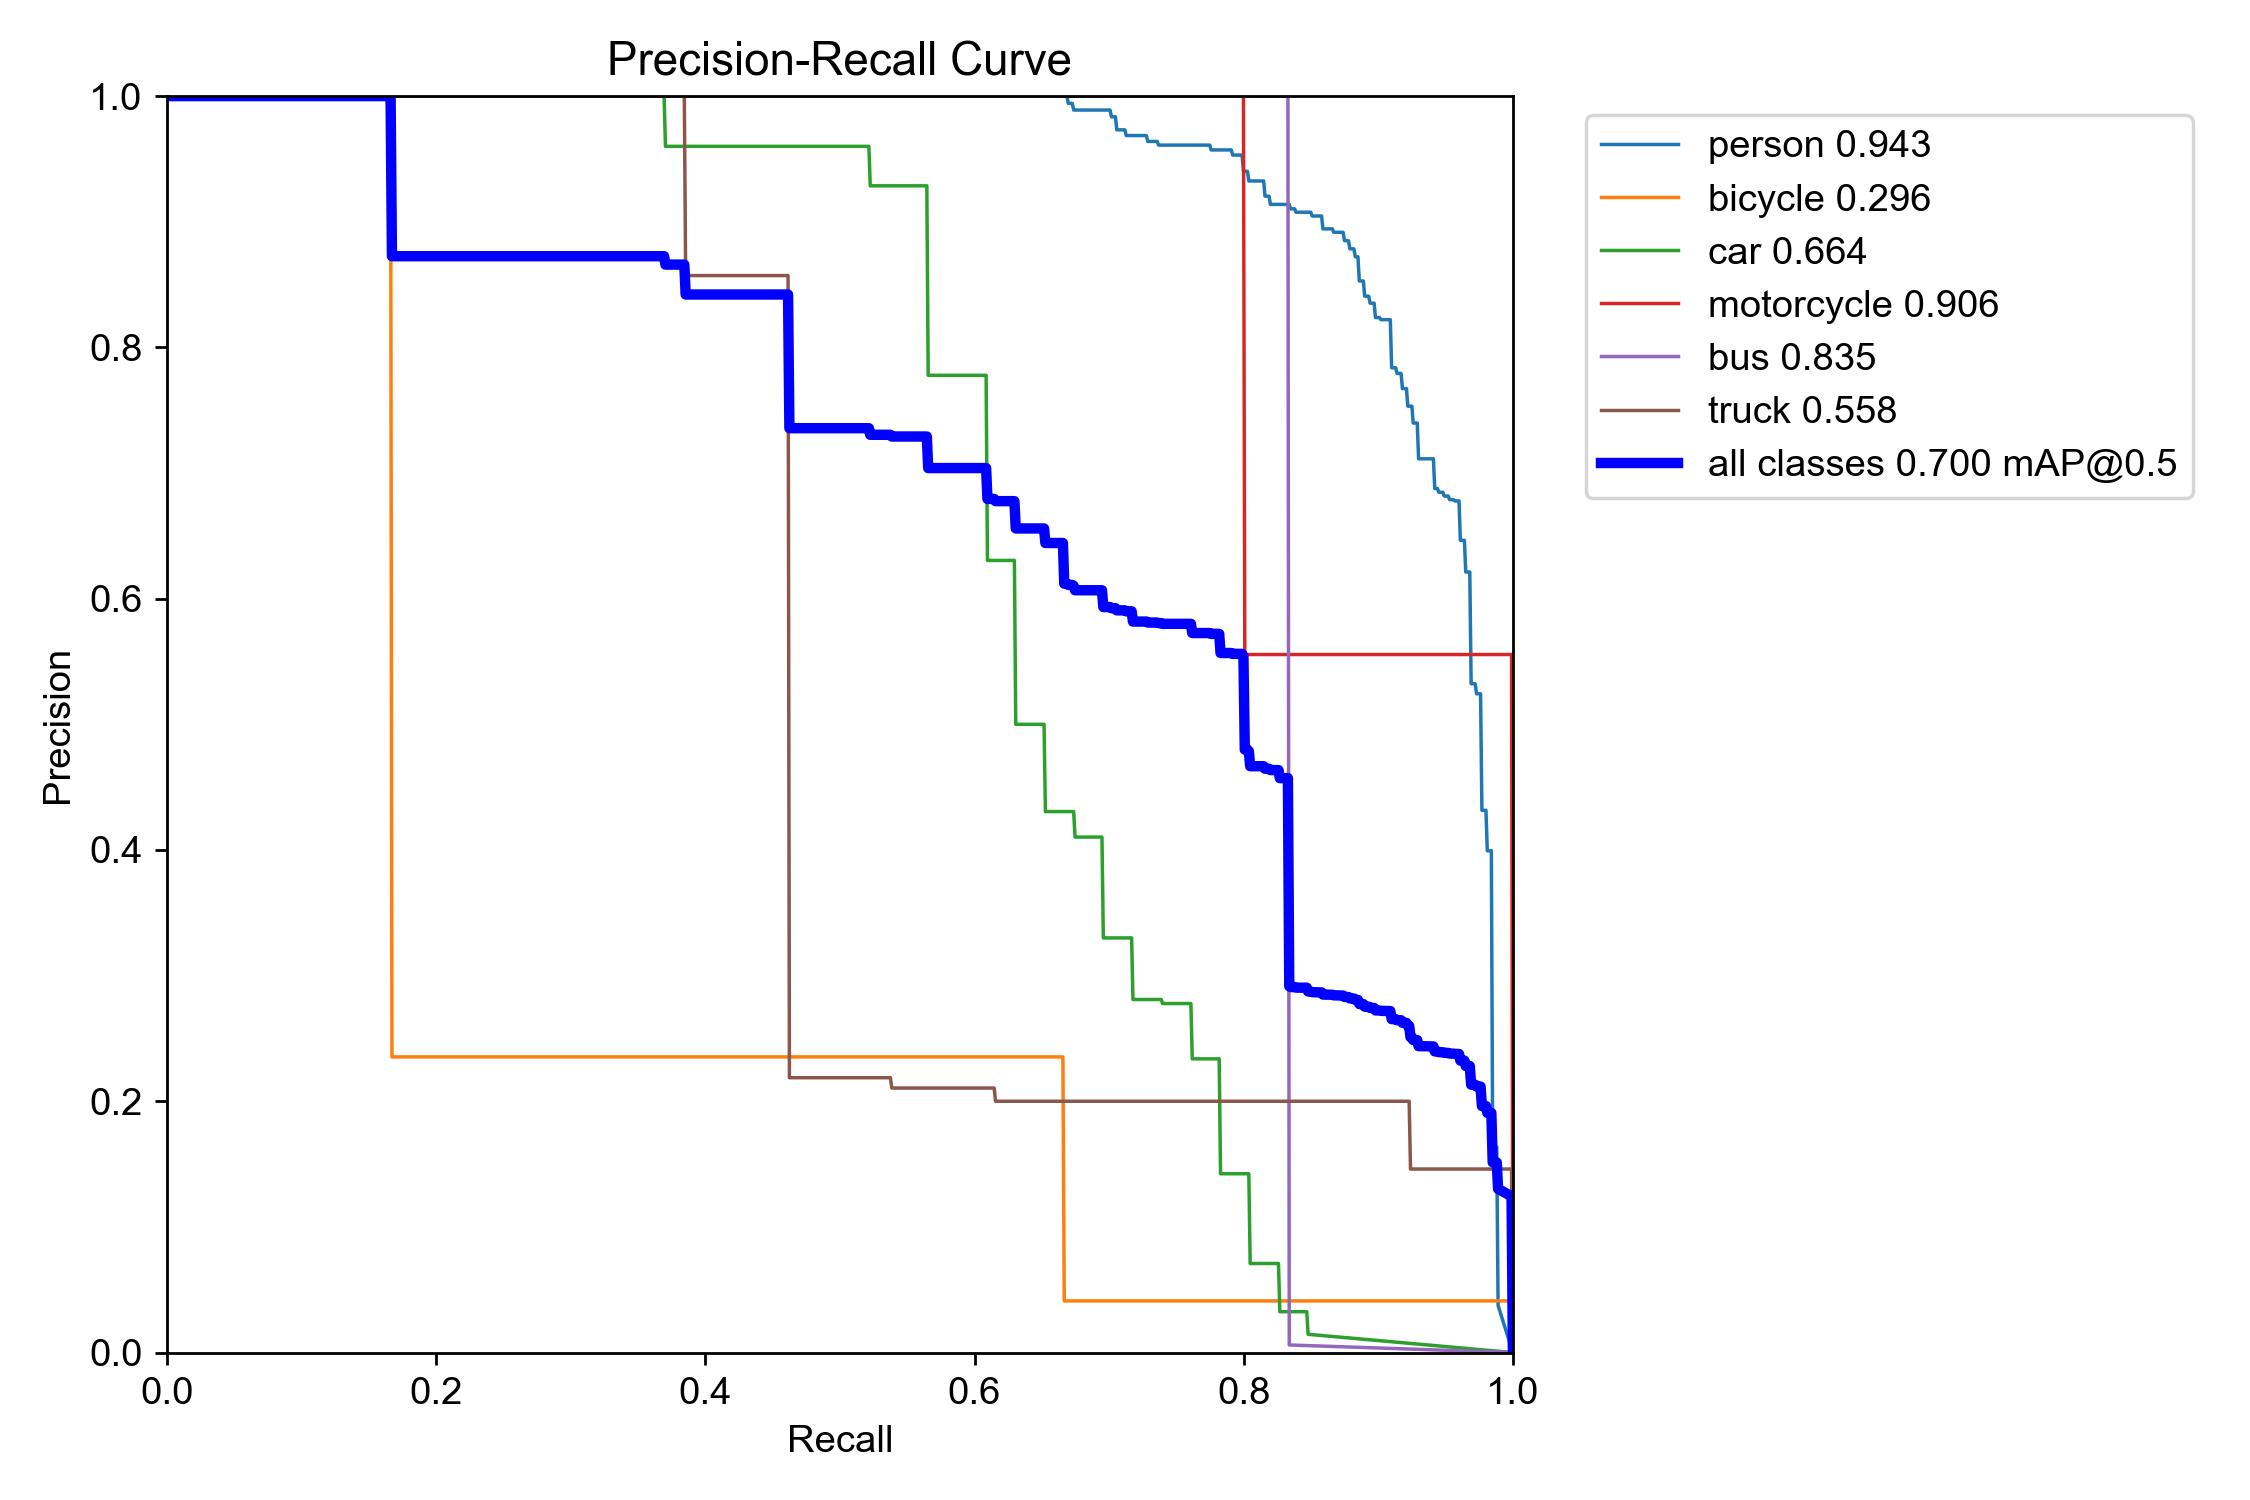 Precision-Recall Curve
1.0
0.8
0.6
0.4
0.2
0.0
Precision
0.0 0.2 0.4 0.6 0.8 1.0
Recall
person 0.943
bicycle 0.296
car 0.664
motorcycle 0.906
bus 0.835
truck 0.558
all classes 0.700 mAP@0.5